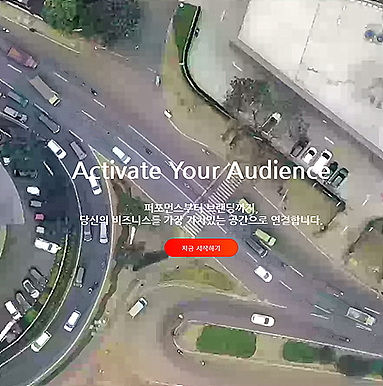 Activate Your Audience
퍼포먼스부터 브랜딩까지,
당신의 비즈니스를 가장 가치있는 공간으로 연결합니다.
지금 시작하기